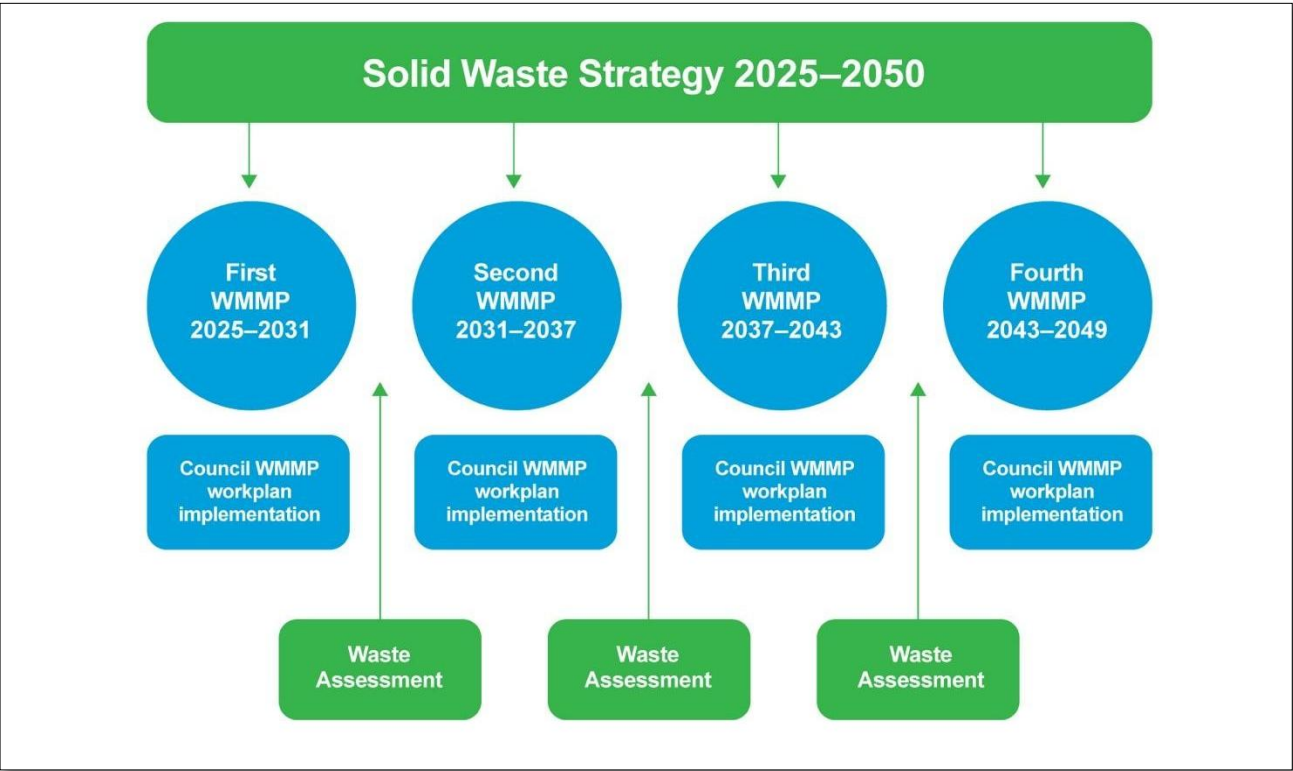 Solid Waste Strategy 2025–2050
First
WMMP
2025–2031
Second
WMMP
2031–2037
Third
WMMP
2037–2043
Fourth
WMMP
2043–2049
Council WMMP
workplan
implementation
Council WMMP
workplan
implementation
Council WMMP
workplan
implementation
Council WMMP
workplan
implementation
Waste
Assessment
Waste
Assessment
Waste
Assessment